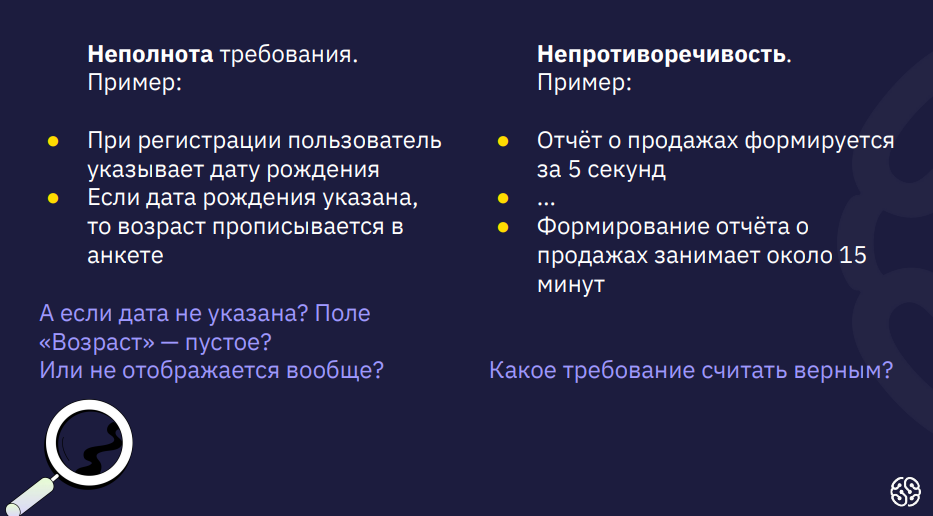 Неполнота требования.
Пример:
● При регистрации пользователь
указывает дату рождения
● Если дата рождения указана,
то возраст прописывается в
анкете
А если дата не указана? Поле
«Возраст» — пустое?
Или не отображается вообще?
Непротиворечивость.
Пример:
● Отчёт о продажах формируется
за 5 секунд
● ...
● Формирование отчёта о
продажах занимает около 15
минут
Какое требование считать верным?